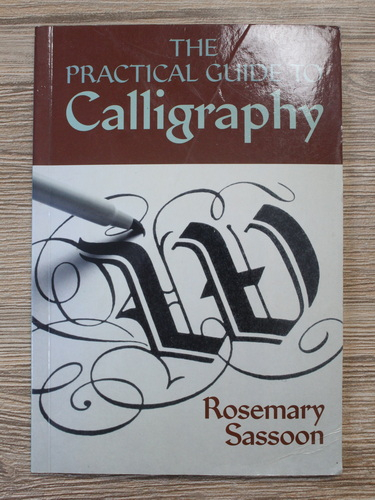 THE
PRACTICAL GUIDE TO
Calligraphy
W
Rosemary
Sassoon